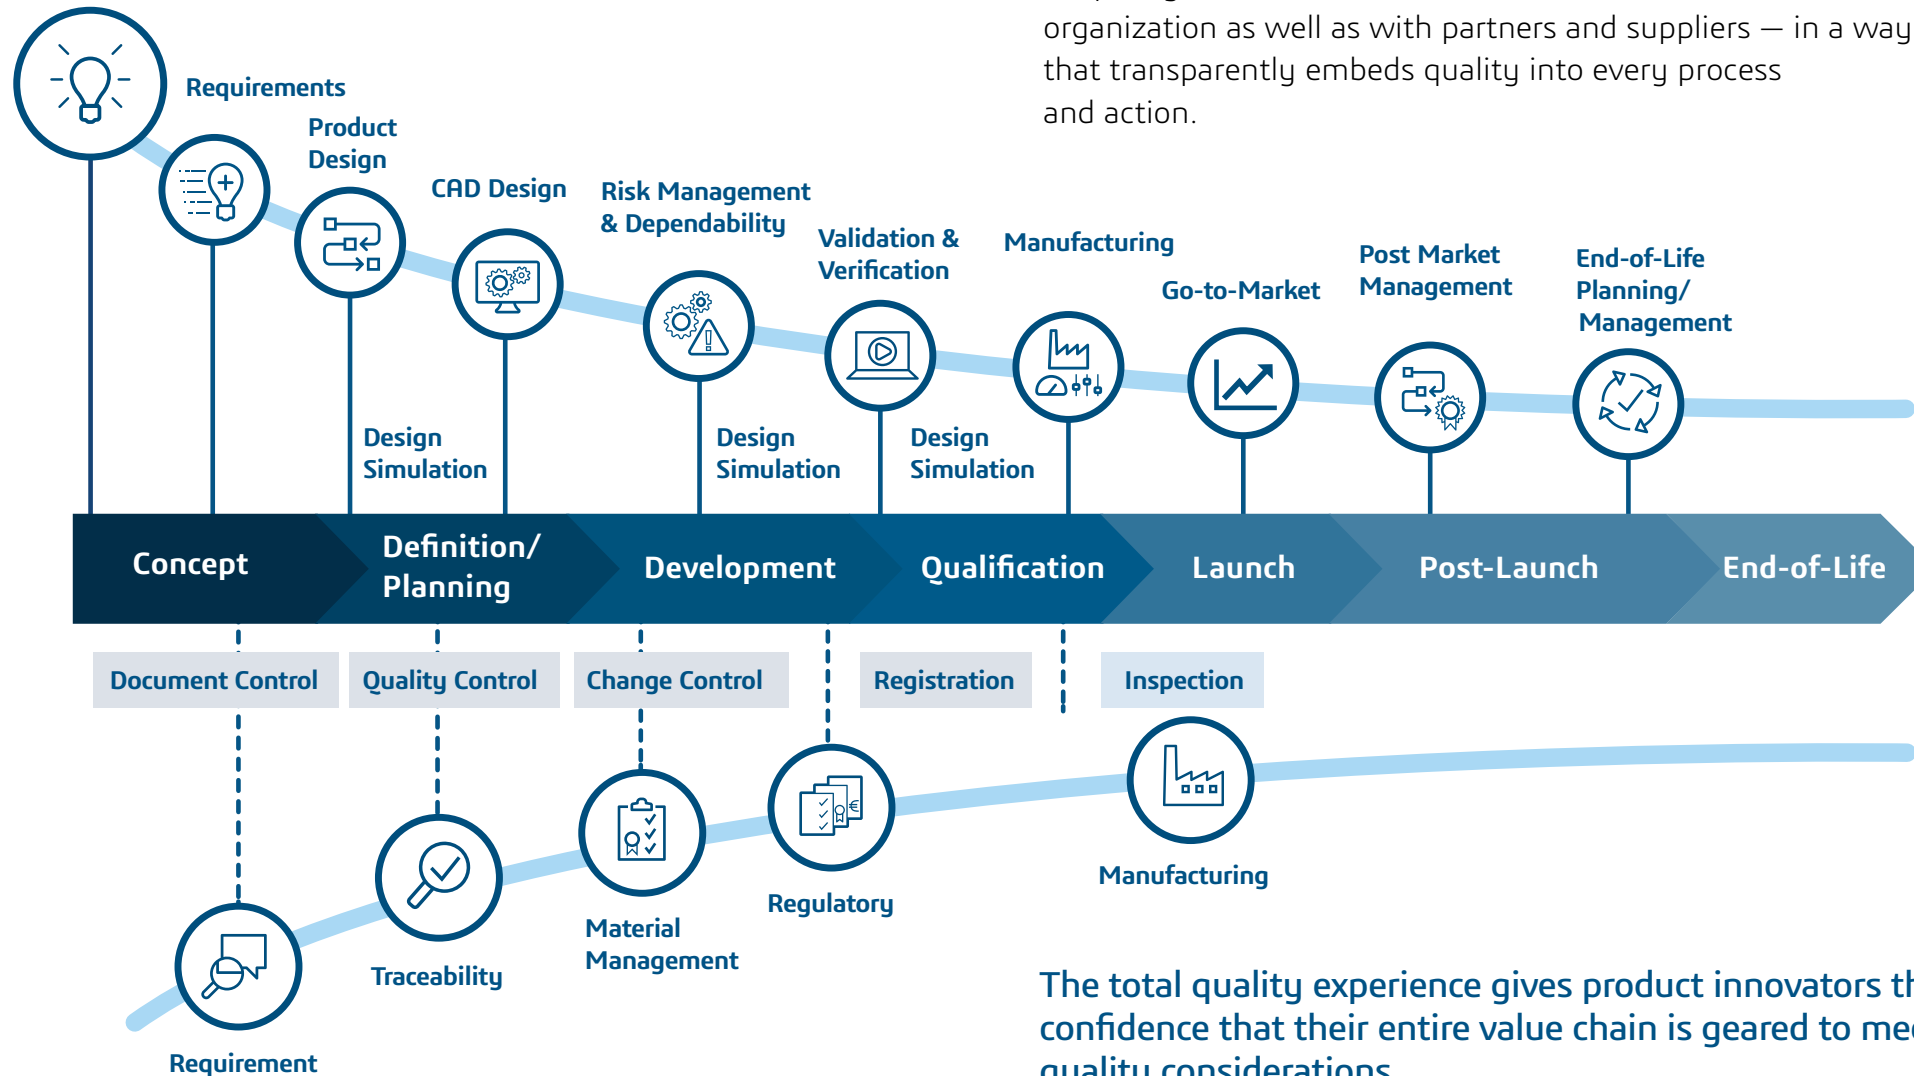 organization as well as with partners and suppliers — in a way
that transparently embeds quality into every process
and action.
Requirements
Product
Design
CAD Design
Risk Management
& Dependability
Validation &
Verification
Manufacturing
Go-to-Market
Post Market
Management
End-of-Life
Planning/
Management
Design
Simulation
Design
Simulation
Design
Simulation
Concept
Definition/
Planning
Development
Qualification
Launch
Post-Launch
End-of-Life
Document Control
Quality Control
Change Control
Registration
Inspection
Requirement
Traceability
Material
Management
Regulatory
€
Manufacturing
The total quality experience gives product innovators
confidence that their entire value chain is geared to
quality considerations